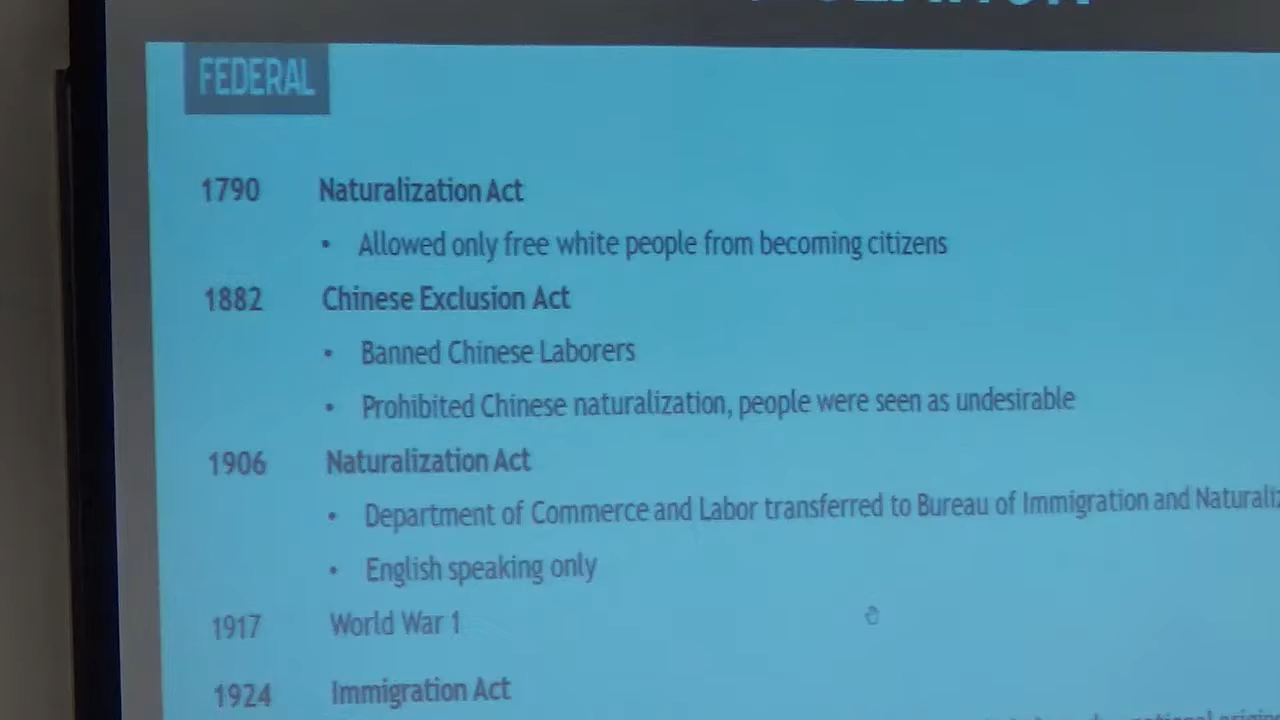 FEDERAL
1790 Naturalization Act
• Allowed only free white people from becoming citizens
1882 Chinese Exclusion Act
• Banned Chinese Laborers
• Prohibited Chinese naturalization, people were seen as undesirable
1906 Naturalization Act
• Department of Commerce and Labor transferred to Bureau of Immigration and Naturaliz
• English speaking only
1917 World War 1
1924 Immigration Act